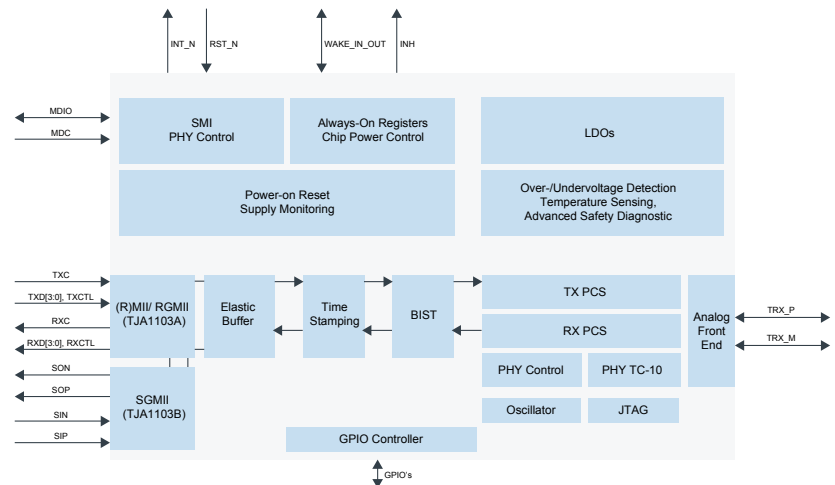 INT_N
RST_N
WAKE_IN_OUT
INH
MDIO
MDC
SMI
PHY Control
Always-On Registers
Chip Power Control
LDOs
Power-on Reset
Supply Monitoring
Over-/Undervoltage Detection
Temperature Sensing,
Advanced Safety Diagnostic
TXC
TXD[3:0], TXCTL
RXC
RXD[3:0], RXCTL
SON
SOP
SIN
SIP
(R)MII/ RGMII
(TJA1103A)
SGMII
(TJA1103B)
Elastic
Buffer
Time
Stamping
BIST
TX PCS
RX PCS
PHY Control
PHY TC-10
Oscillator
JTAG
Analog
Front
End
TRX_P
TRX_M
GPIO Controller
GPIO's